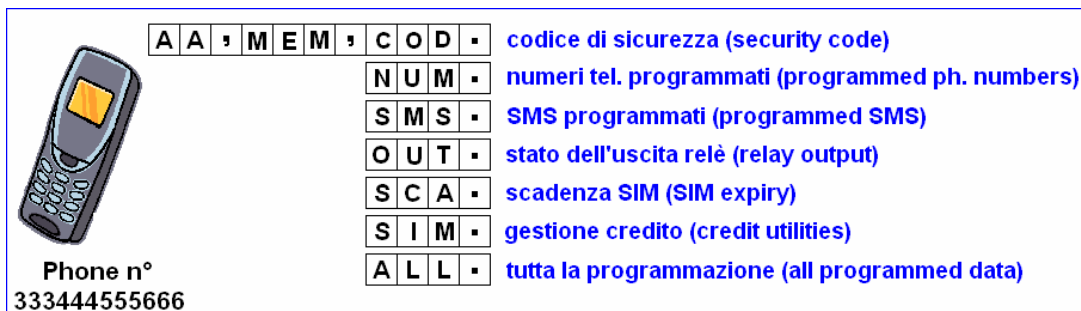 AA,MEM,COD. codice di sicurezza (security code)
NUM. numeri tel. programmati (programmed ph. numbers)
SMS. SMS programmati (programmed SMS)
OUT. stato dell'uscita relè (relay output)
SCA. scadenza SIM (SIM expiry)
SIM. gestione credito (credit utilities)
ALL. tutta la programmazione (all programmed data)
Phone n°
333444555666